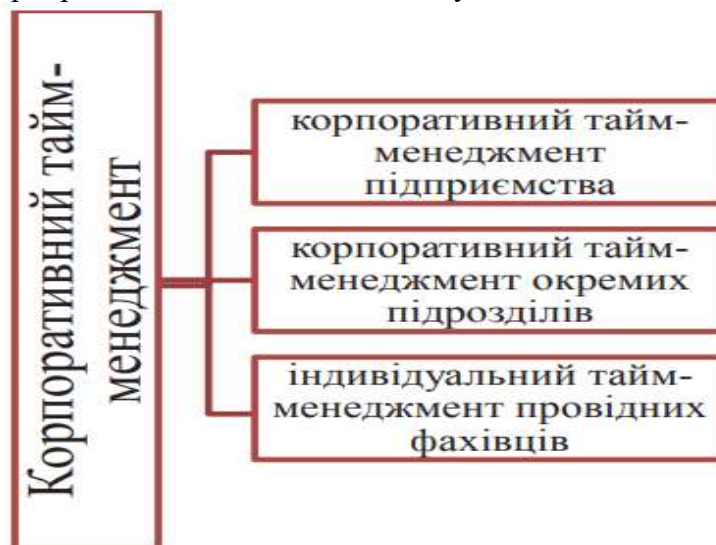 Корпоративний тайм-
менеджмент
корпоративний тайм-
менеджмент
підприємства
корпоративний тайм-
менеджмент окремих
підрозділів
індивідуальний тайм-
менеджмент провідних
фахівців